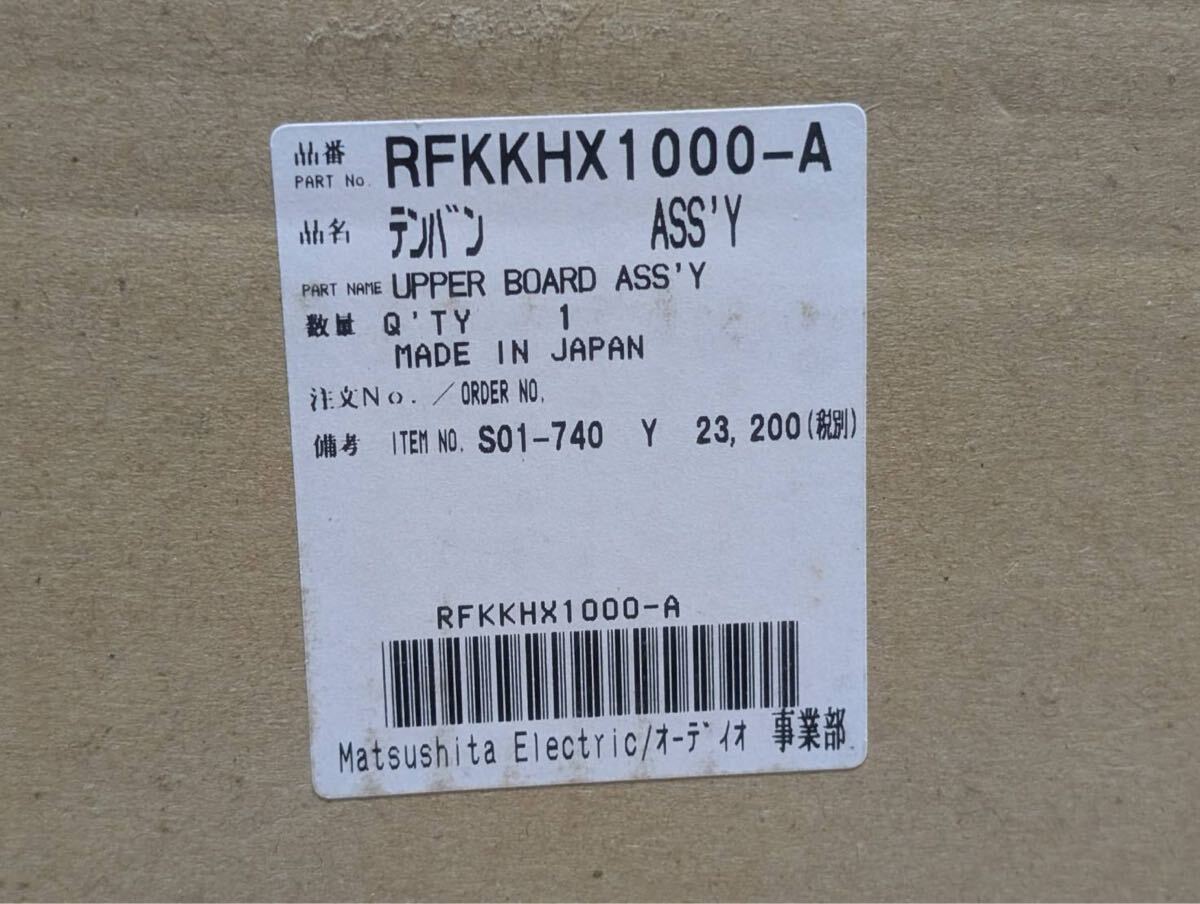 品番 RFKKHX1000-A
PART No.
品名 テンバン ASS'Y
PART NAME UPPER BOARD ASS'Y
数量 Q'TY 1
MADE IN JAPAN
注文No. / ORDER NO.
備考 ITEM NO. S01-740 Y 23,200(税別)
RFKKHX1000-A
Matsushita Electric/オーディオ 事業部